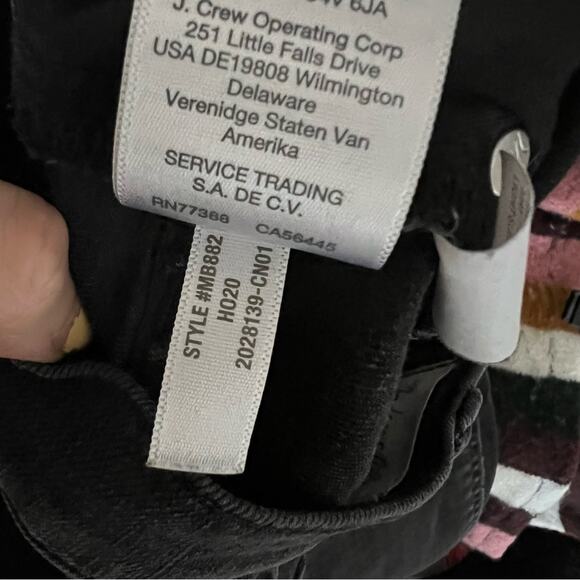 W 6JA
J. Crew Operating Corp
251 Little Falls Drive
USA DE19808 Wilmington
Delaware
Verenidge Staten Van
Amerika
SERVICE TRADING
S.A. DE C.V.
RN77388 CA56445
STYLE #MB882
HO20
2028139-CN01